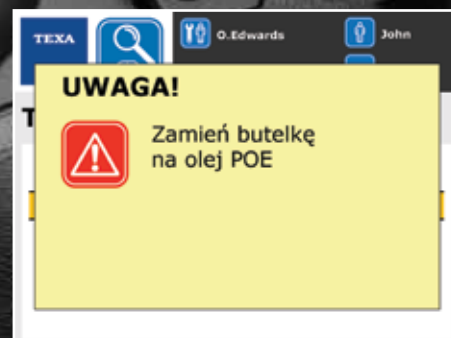 TEXA
O.Edwards
John
UWAGA!
T
Zamień butelkę
na olej POE